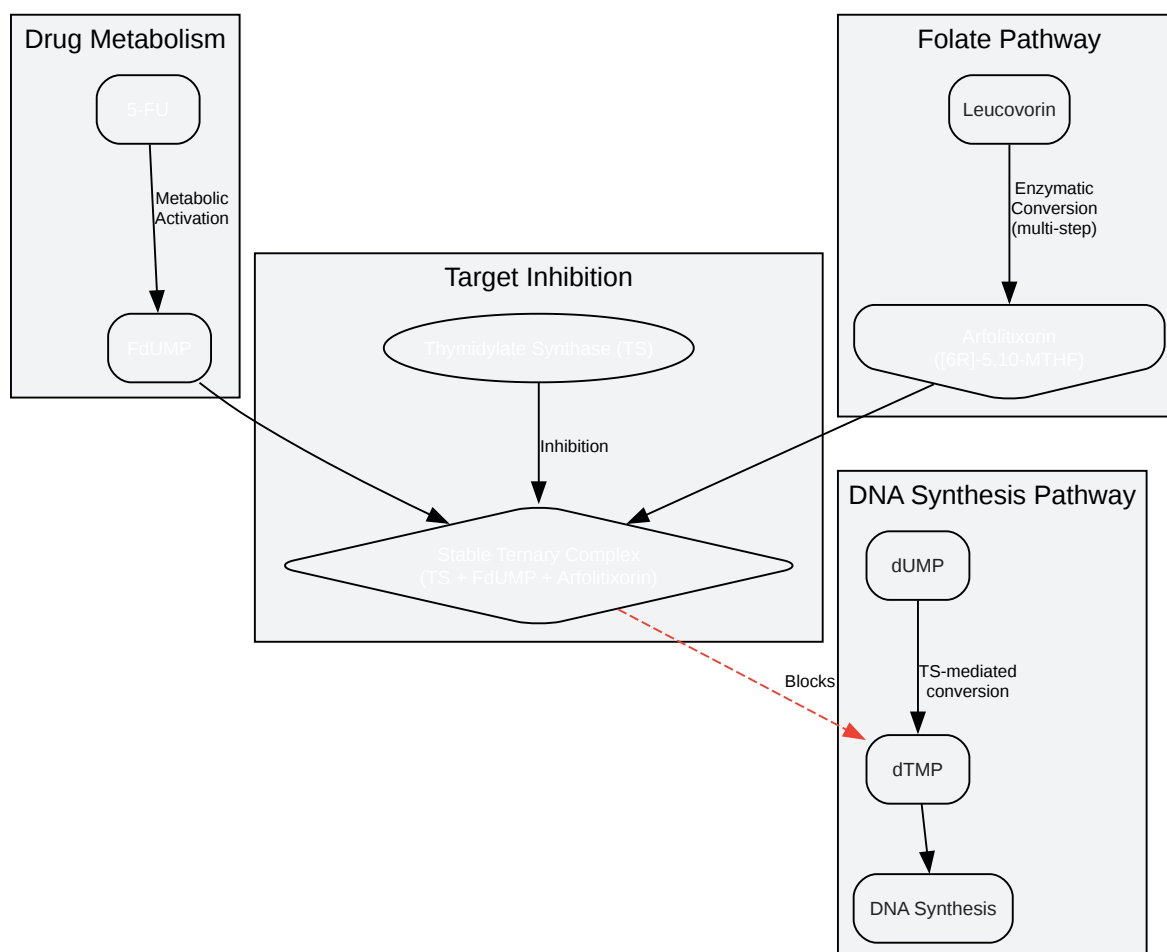 Drug Metabolism
5-FU
Metabolic
Activation
FdUMP
Folate Pathway
Leucovorin
Enzymatic
Conversion
(multi-step)
Arfolitixorin
([6R]-5,10-MTHF)
Target Inhibition
Thymidylate Synthase (TS)
Inhibition
Stable Ternary Complex
(TS + FdUMP + Arfolitixorin)
Blocks
DNA Synthesis Pathway
dUMP
TS-mediated
conversion
dTMP
DNA Synthesis